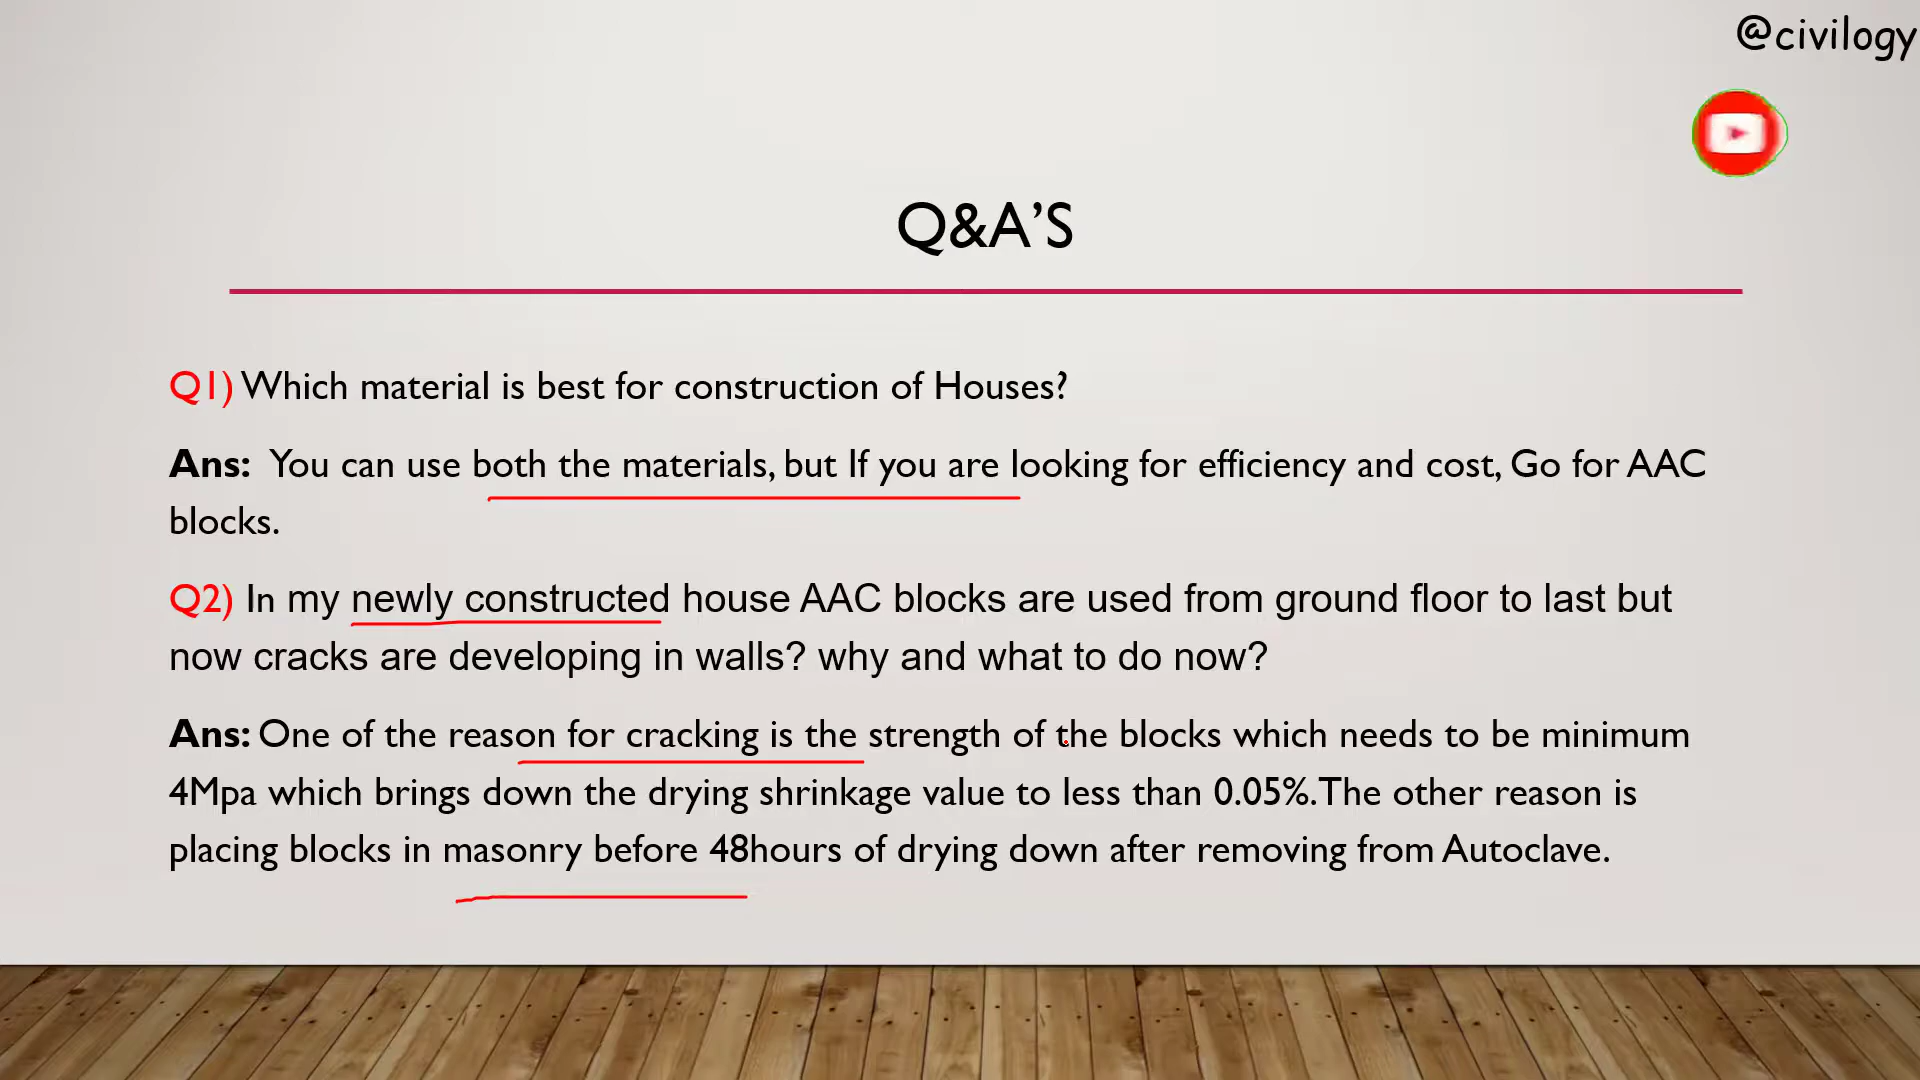 @civilogy
Q&A’S
Q1) Which material is best for construction of Houses?
Ans: You can use both the materials, but If you are looking for efficiency and cost, Go for AAC
blocks.
Q2) In my newly constructed house AAC blocks are used from ground floor to last but
now cracks are developing in walls? why and what to do now?
Ans: One of the reason for cracking is the strength of the blocks which needs to be minimum
4Mpa which brings down the drying shrinkage value to less than 0.05%.The other reason is
placing blocks in masonry before 48hours of drying down after removing from Autoclave.